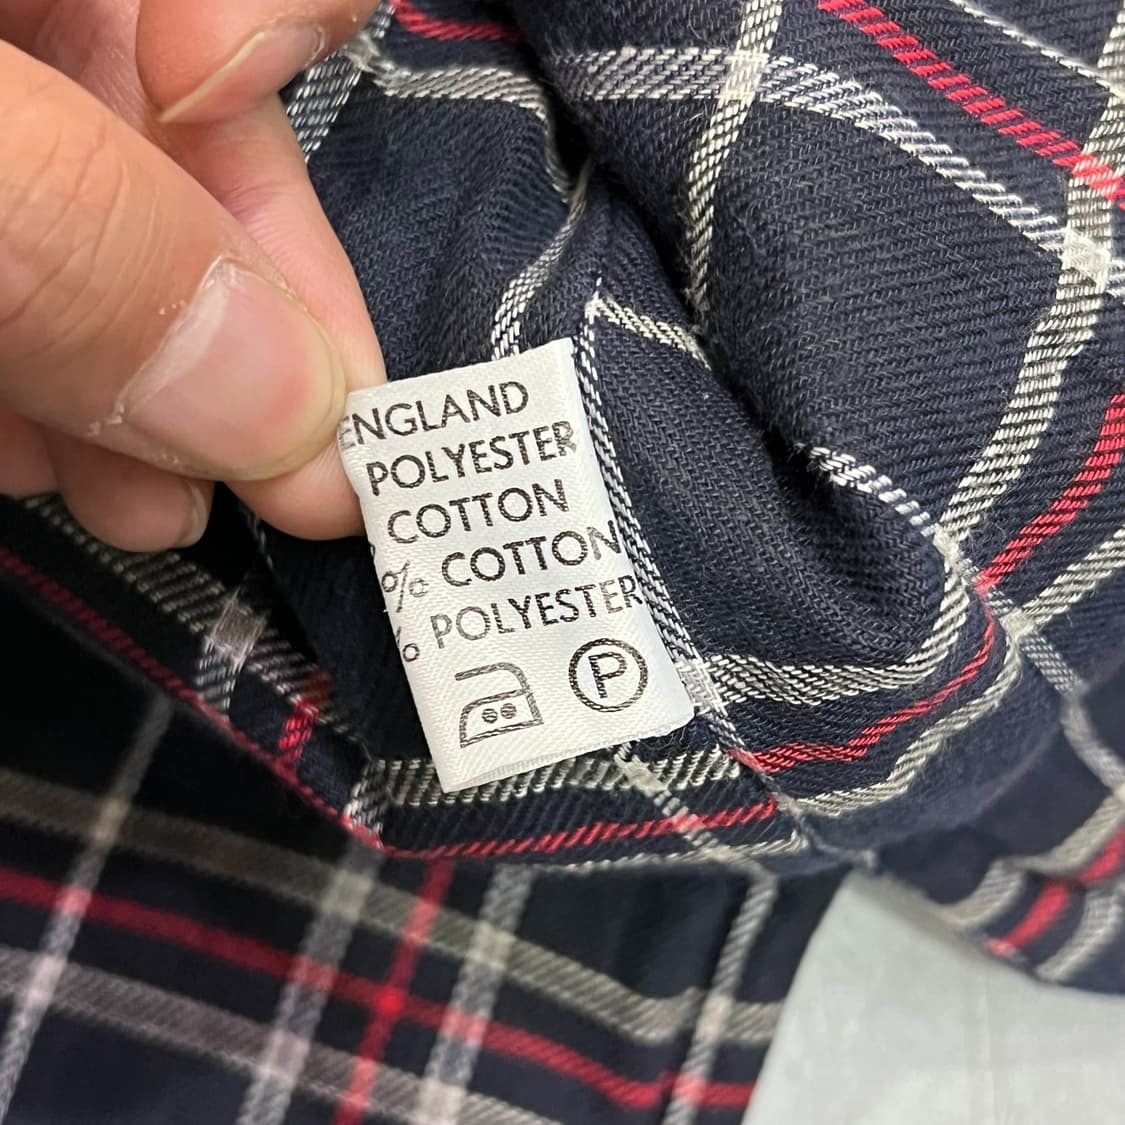 ENGLAND
POLYESTER
COTTON
% COTTON
% POLYESTER
P